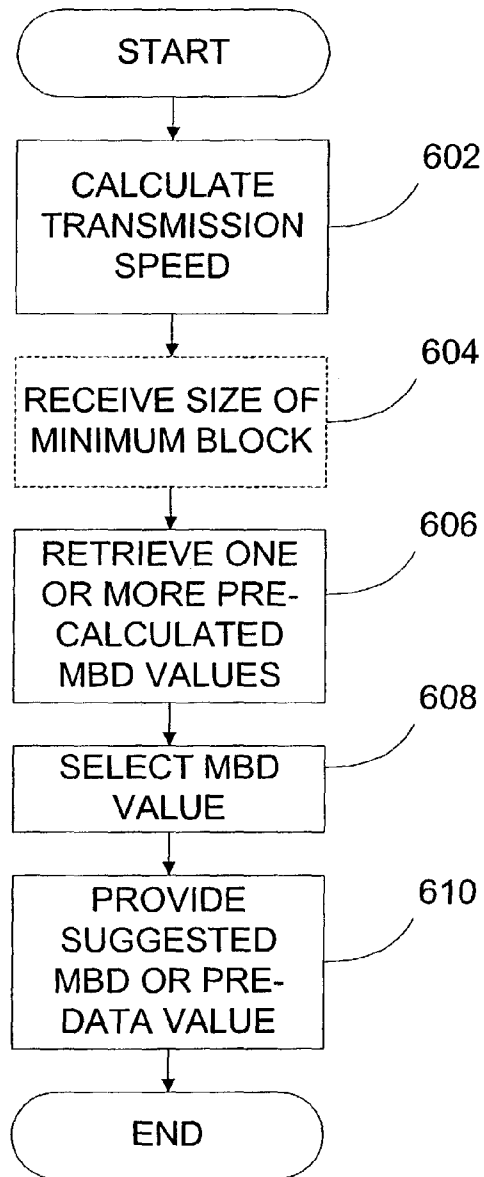 START
CALCULATE
TRANSMISSION
SPEED
602
RECEIVE SIZE OF
MINIMUM BLOCK
604
RETRIEVE ONE
OR MORE PRE-
CALCULATED
MBD VALUES
606
SELECT MBD
VALUE
608
PROVIDE
SUGGESTED
MBD OR PRE-
DATA VALUE
610
END